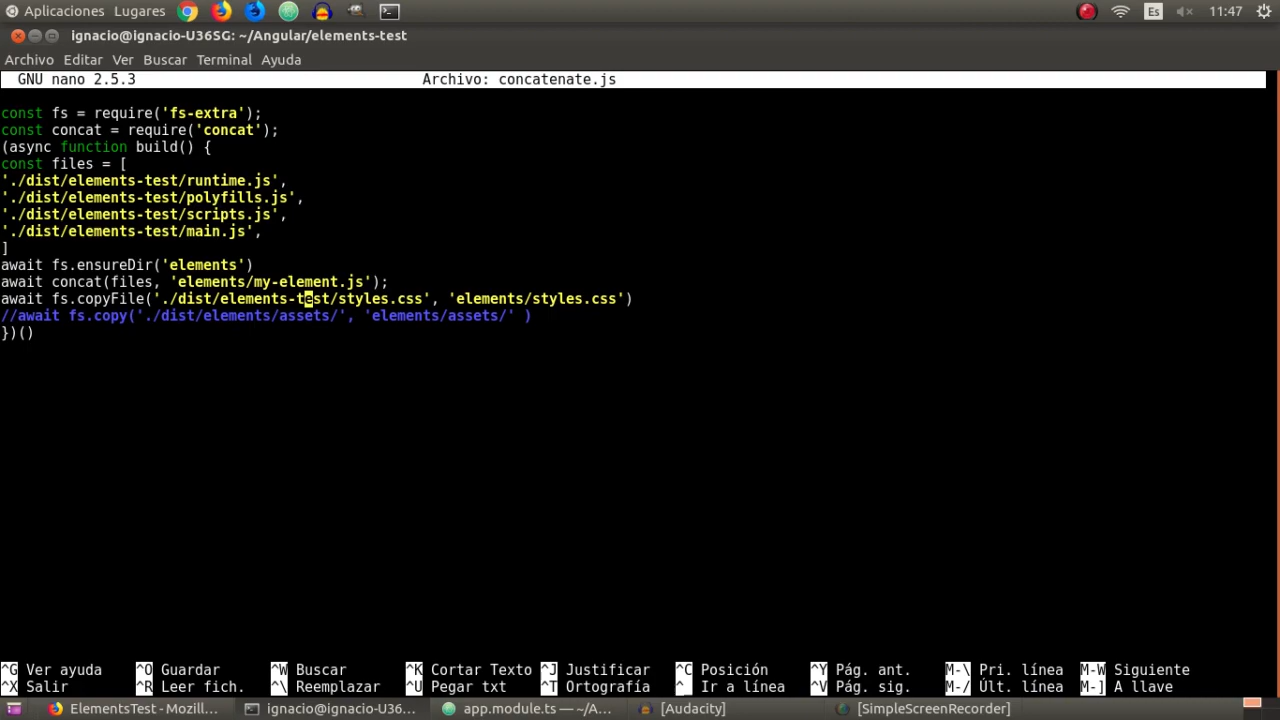 Aplicaciones Lugares Es 11:47
ignacio@ignacio-U36SG: ~/Angular/elements-test
Archivo Editar Ver Buscar Terminal Ayuda
GNU nano 2.5.3 Archivo: concatenate.js
const fs = require('fs-extra');
const concat = require('concat');
(async function build() {
const files = [
'./dist/elements-test/runtime.js',
'./dist/elements-test/polyfills.js',
'./dist/elements-test/scripts.js',
'./dist/elements-test/main.js',
]
await fs.ensureDir('elements')
await concat(files, 'elements/my-element.js');
await fs.copyFile('./dist/elements-test/styles.css', 'elements/styles.css')
//await fs.copy('./dist/elements/assets/', 'elements/assets/' )
})()
^G Ver ayuda ^O Guardar ^W Buscar ^K Cortar Texto ^J Justificar ^C Posición ^Y Pág. ant. M-\ Pri. línea M-W Siguiente
^X Salir ^R Leer fich. ^\ Reemplazar ^U Pegar txt ^T Ortografía ^_ Ir a línea ^V Pág. sig. M-/ Últ. línea M-] A llave
ElementsTest - Mozill... ignacio@ignacio-U36... app.module.ts — ~/A... [Audacity] [SimpleScreenRecorder]